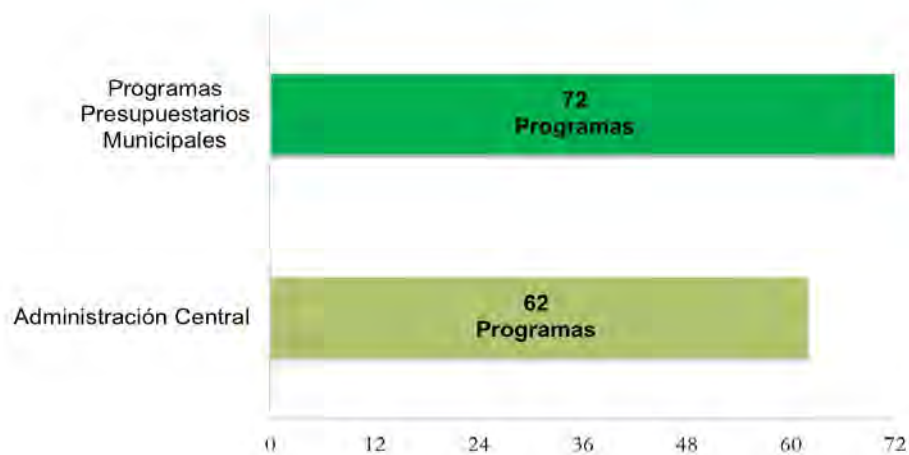 Programas
Presupuestarios
Municipales
72
Programas
Administración Central
62
Programas
0 12 24 36 48 60 72